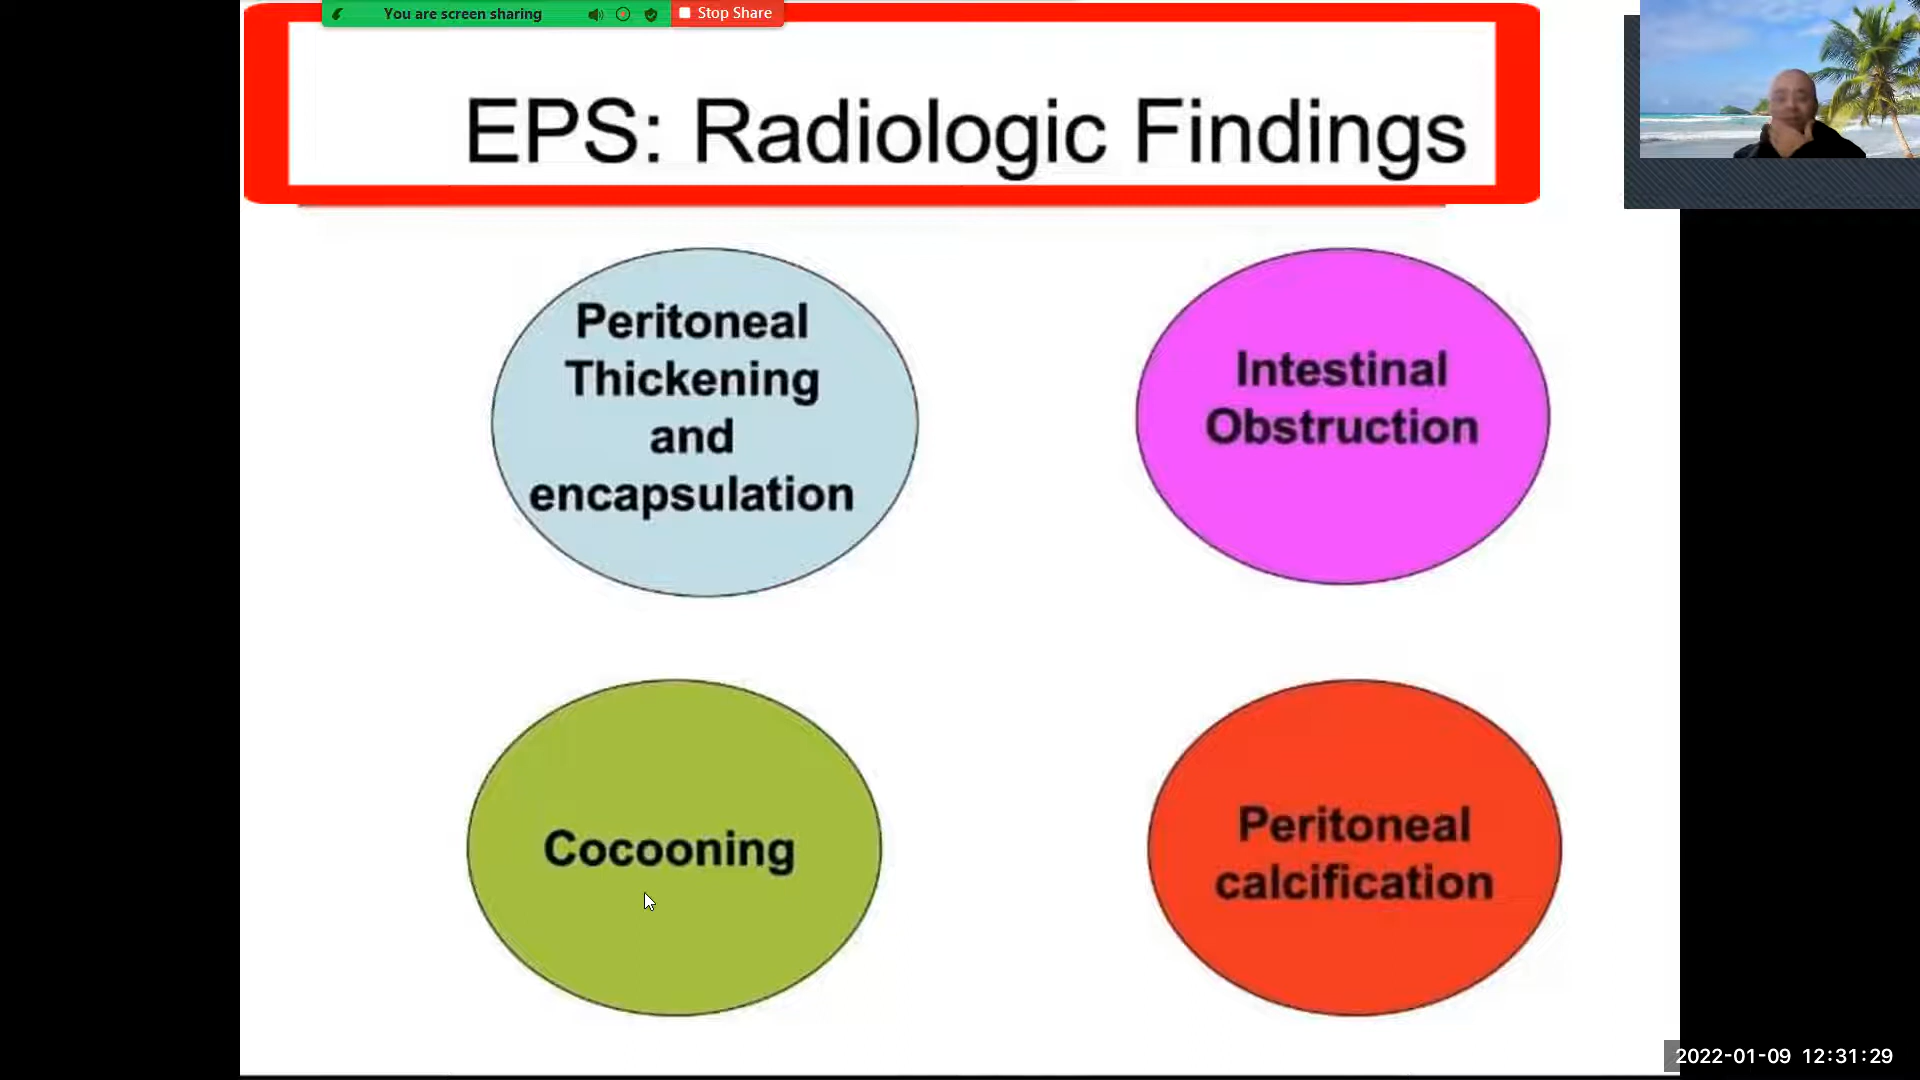 You are screen sharing
Stop Share
EPS: Radiologic Findings
Peritoneal
Thickening
and
encapsulation
Intestinal
Obstruction
Cocooning
Peritoneal
calcification
2022-01-09 12:31:29